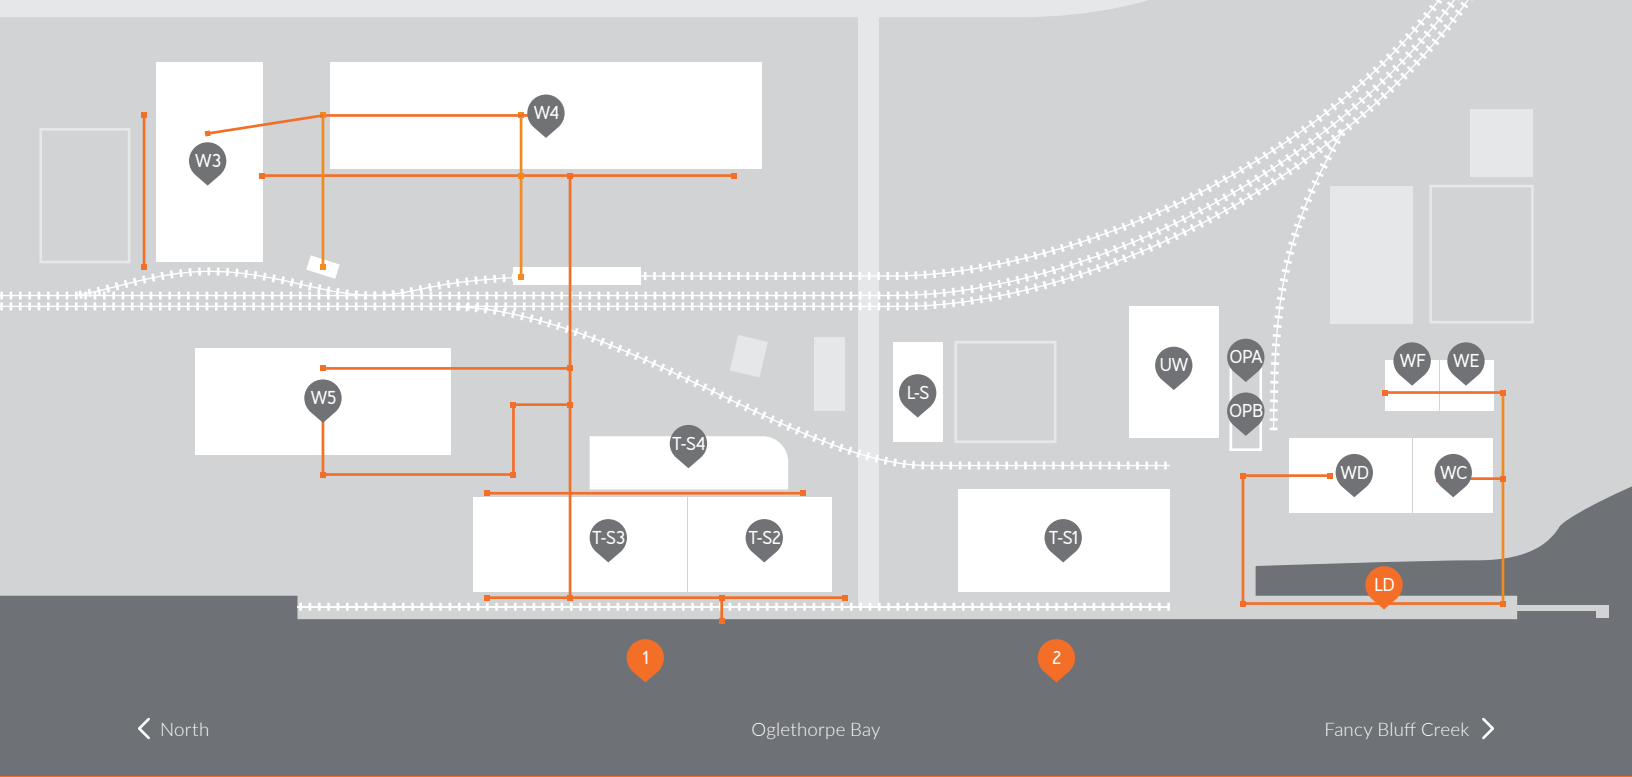 W4
W3
OPA
WF
WE
UW
L-S
W5
OPB
T-S4
WD
WC
T-S3
T-S2
T-S1
LD
1
2
North
Oglethorpe Bay
Fancy Bluff Creek